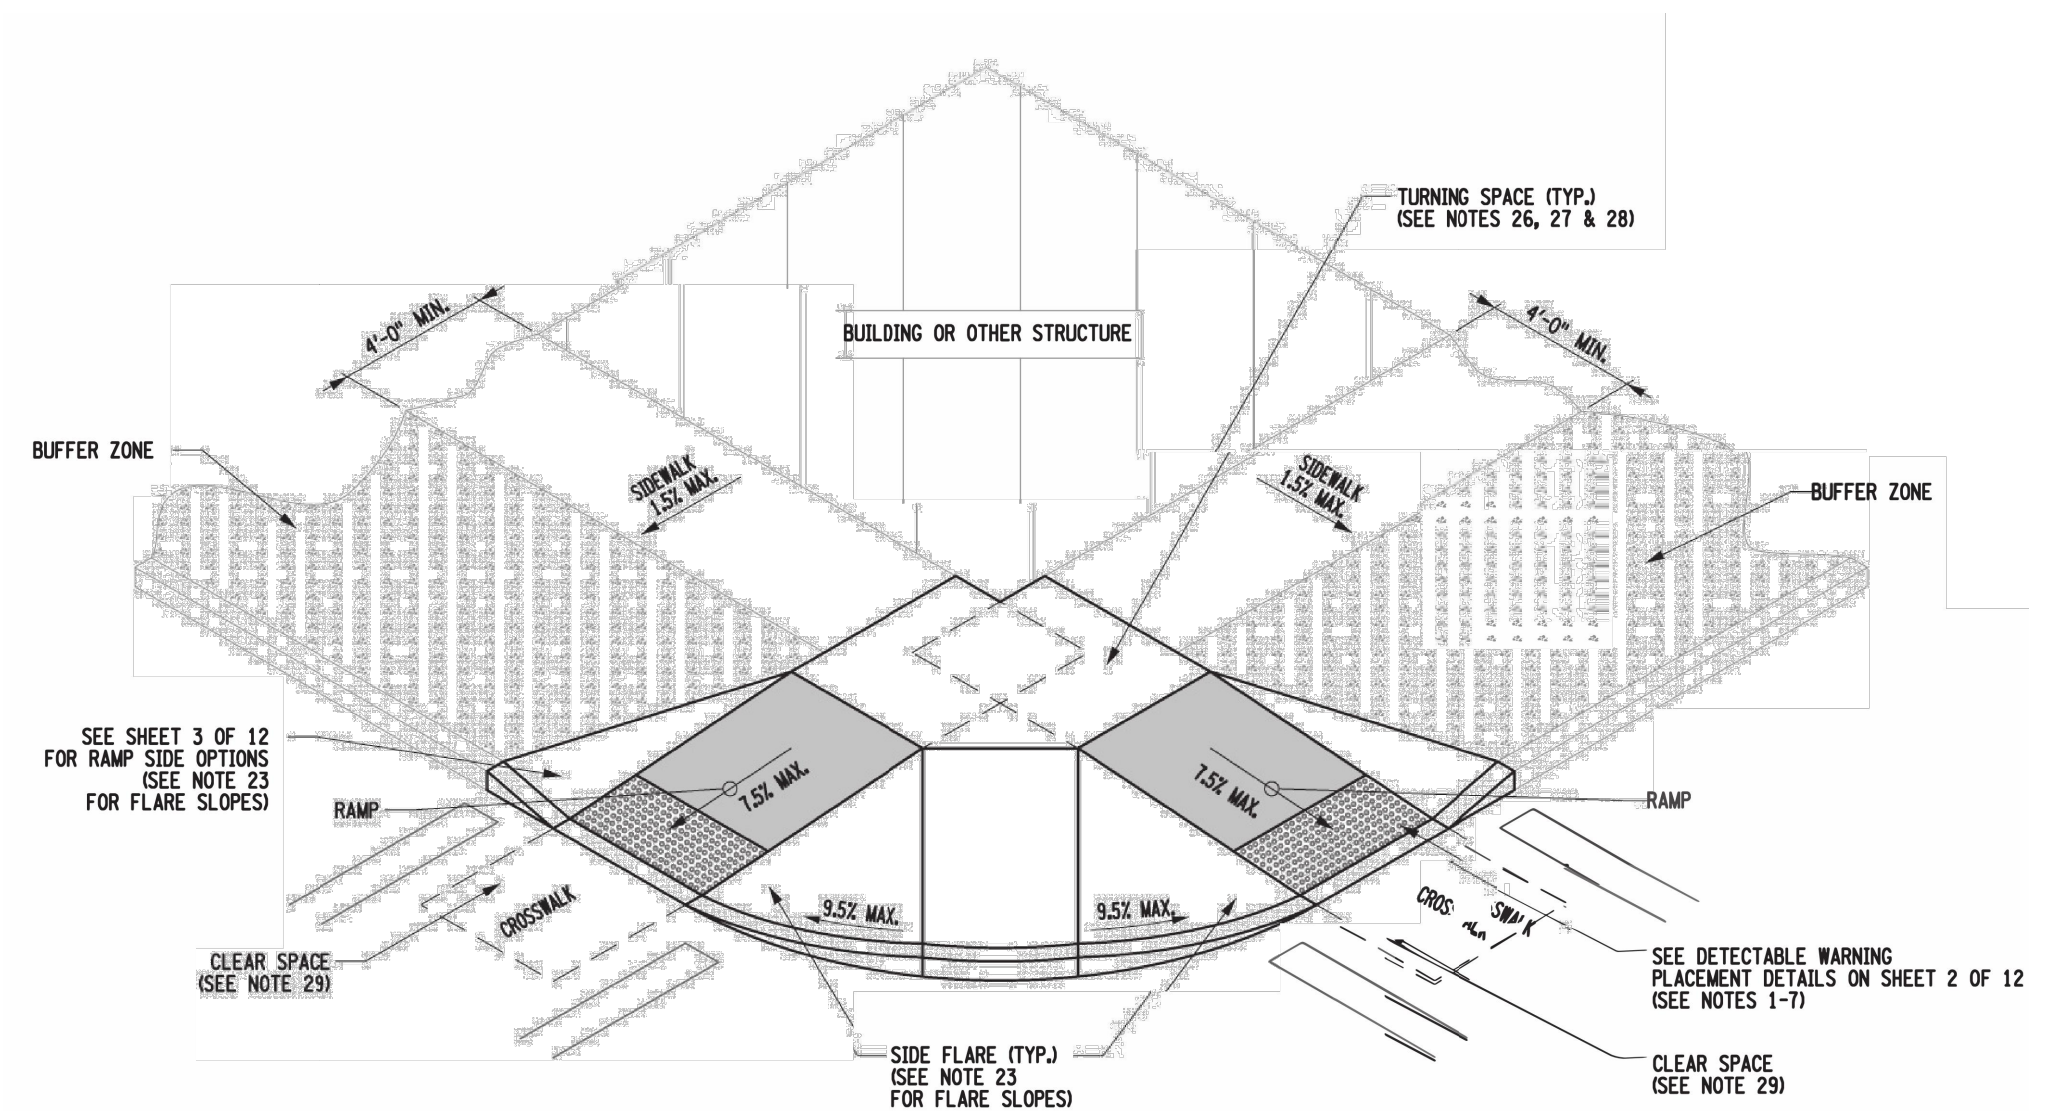 TURNING SPACE (TYP.)
(SEE NOTES 26, 27 & 28)
4'-0" MIN.
4'-0" MIN.
BUILDING OR OTHER STRUCTURE
BUFFER ZONE
SIDEWALK
1.5% MAX.
SIDEWALK
1.5% MAX.
BUFFER ZONE
SEE SHEET 3 OF 12
FOR RAMP SIDE OPTIONS
(SEE NOTE 23
FOR FLARE SLOPES)
RAMP
7.5% MAX.
7.5% MAX.
RAMP
CROSSWALK
9.5% MAX.
9.5% MAX.
CLEAR SPACE
(SEE NOTE 29)
SEE DETECTABLE WARNING
PLACEMENT DETAILS ON SHEET 2 OF 12
(SEE NOTES 1-7)
SIDE FLARE (TYP.)
(SEE NOTE 23
FOR FLARE SLOPES)
CLEAR SPACE
(SEE NOTE 29)